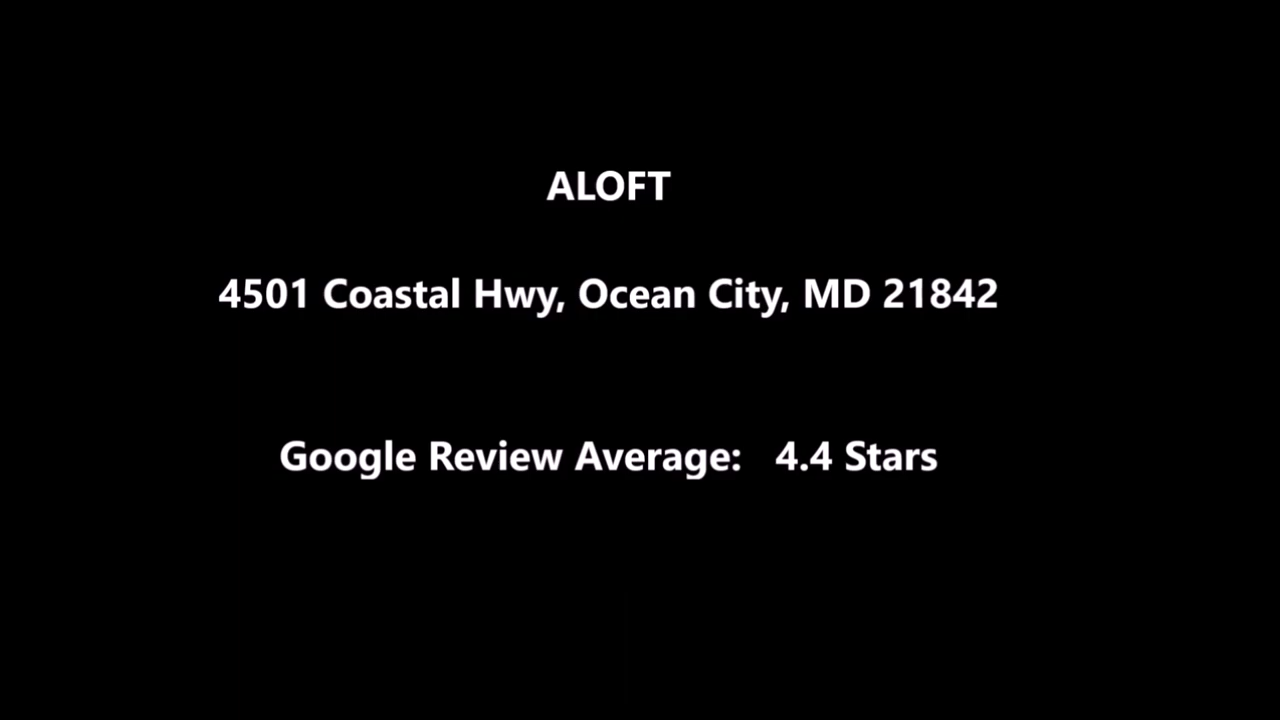 ALOFT
4501 Coastal Hwy, Ocean City, MD 21842
Google Review Average: 4.4 Stars